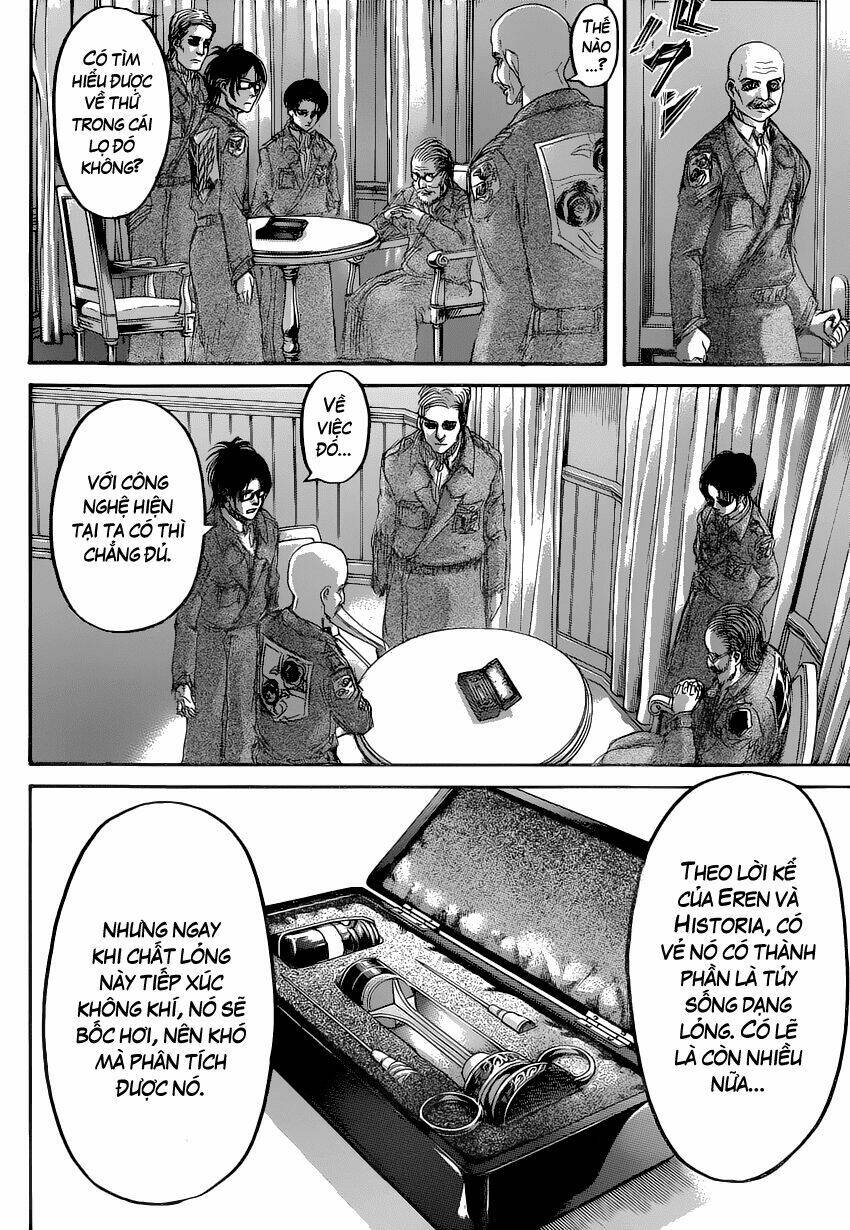 バタン
THẾ
NÀO
...?
CÓ TÌM
HIỂU ĐƯỢC
VỀ THỨ
TRONG CÁI
LỌ ĐÓ
KHÔNG?
VỀ
VIỆC
ĐÓ...
VỚI CÔNG
NGHỆ HIỆN
TẠI TA CÓ THÌ
CHẲNG ĐỦ.
THEO LỜI KỂ
CỦA EREN VÀ
HISTORIA, CÓ
VẺ NÓ CÓ THÀNH
PHẦN LÀ TỦY
SỐNG DẠNG
LỎNG. CÓ LẼ
LÀ CÒN NHIỀU
NỮA...
NHƯNG NGAY
KHI CHẤT LỎNG
NÀY TIẾP XÚC
KHÔNG KHÍ, NÓ SẼ
BỐC HƠI, NÊN KHÓ
MÀ PHÂN TÍCH
ĐƯỢC NÓ.